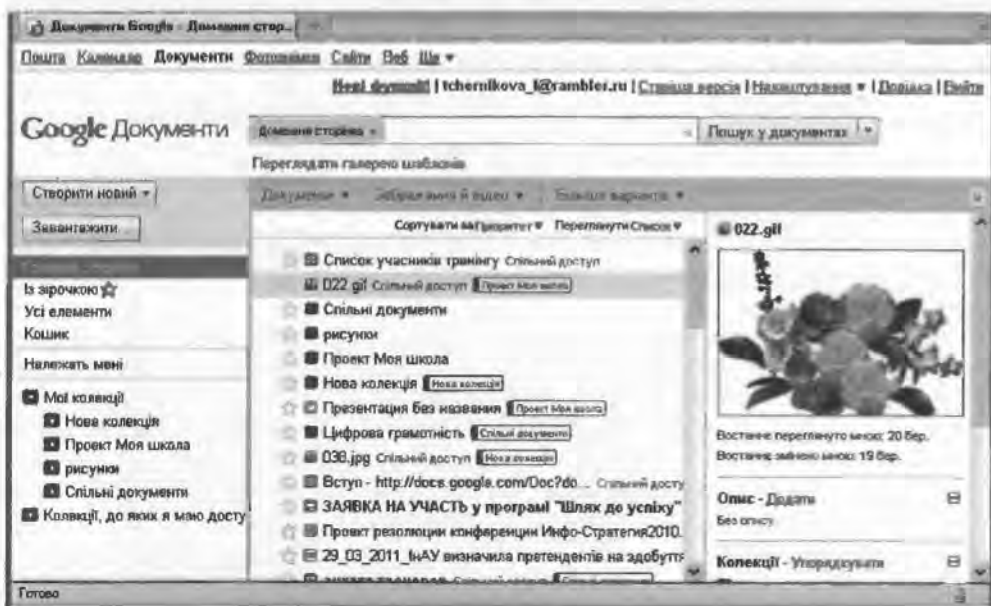 Документи Google - Домашня стор...
Пошта Календар Документи Фотоальбом Сайти Веб Ще ▾
Нові функції! | tchernikova_l@rambler.ru | Старіша версія | Налаштування ▾ | Довідка | Вийти
Google Документи
Домашня сторінка
Пошук у документах
Переглядати галерею шаблонів
Створити новий ▾
Завантажити...
Документи ▾ Зображення й відео ▾ Більше варіантів ▾
Сортувати за Пріоритет ▾ Переглянути Список ▾
Із зірочкою
Усі елементи
Кошик
Належать мені
Мої колекції
Нове колекція
Проект Моя школа
рисунки
Спільні документи
Колекції, до яких я маю досту
Список учасників тренінгу Спільний доступ
022.gif Спільний доступ Проект Моя школа
Спільні документи
рисунки
Проект Моя школа
Нова колекція Нова колекція
Презентация без названия Проект Моя школа
Цифрова грамотність Спільні документи
038.jpg Спільний доступ Нова колекція
Вступ - http://docs.google.com/Doc?do... Спільний досту
ЗАЯВКА НА УЧАСТЬ у програмі "Шлях до успіху"
Проект резолюции конференции Инфо-Стратегия2010.
29_03_2011_ІнАУ визначила претендентів на здобуття
022.gif
Востаннє переглянуто мною: 20 бер.
Востаннє змінено мною: 19 бер.
Опис - Додати
Без опису
Колекції - Упорядкувати
Готово